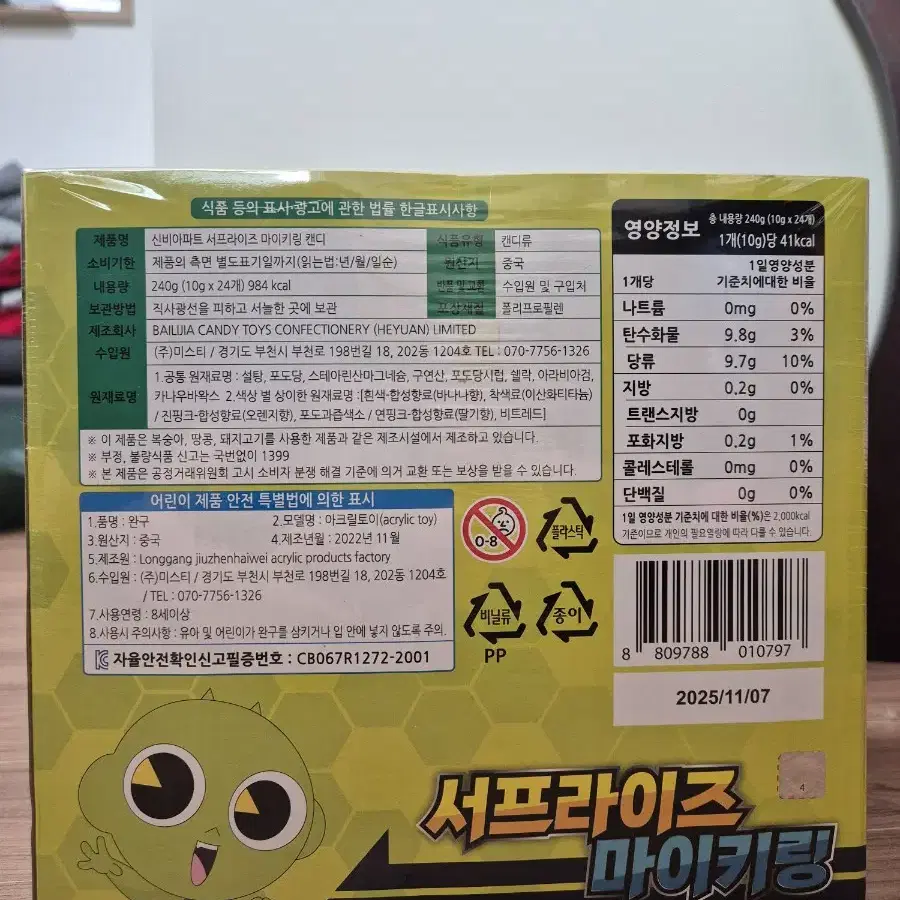 식품 등의 표시·광고에 관한 법률 한글표시사항
제품명 신비아파트 서프라이즈 마이키링 캔디 식품유형 캔디류
소비기한 제품의 측면 별도표기일까지(읽는법:년/월/일순) 원산지 중국
내용량 240g (10g x 24개) 984 kcal 반품 및 교환 수입원 및 구입처
보관방법 직사광선을 피하고 서늘한 곳에 보관 포장재질 폴리프로필렌
제조회사 BAILIJIA CANDY TOYS CONFECTIONERY (HEYUAN) LIMITED
수입원 (주)미스티 / 경기도 부천시 부천로 198번길 18, 202동 1204호 TEL : 070-7756-1326
원재료명 1.공통 원재료명 : 설탕, 포도당, 스테아린산마그네슘, 구연산, 포도당시럽, 쉘락, 아라비아검,
카나우바왁스 2.색상 별 상이한 원재료명 :[흰색-합성향료(바나나향), 착색료(이산화티타늄)
/ 진핑크-합성향료(오렌지향), 포도과즙색소 / 연핑크-합성향료(딸기향), 비트레드]
※ 이 제품은 복숭아, 땅콩, 돼지고기를 사용한 제품과 같은 제조시설에서 제조하고 있습니다.
※ 부정, 불량식품 신고는 국번없이 1399
※ 본 제품은 공정거래위원회 고시 소비자 분쟁 해결 기준에 의거 교환 또는 보상을 받을 수 있습니다.
영양정보
총 내용량 240g (10g x 24개)
1개(10g)당 41kcal
1개당 1일영양성분 기준치에대한 비율
나트륨 0mg 0%
탄수화물 9.8g 3%
당류 9.7g 10%
지방 0.2g 0%
트랜스지방 0g
포화지방 0.2g 1%
콜레스테롤 0mg 0%
단백질 0g 0%
1일 영양성분 기준치에 대한 비율(%)은 2,000kcal
기준이므로 개인의 필요열량에 따라 다를 수 있습니다.
어린이 제품 안전 특별법에 의한 표시
1.품명 : 완구 2.모델명 : 아크릴토이(acrylic toy)
3.원산지 : 중국 4.제조년월 : 2022년 11월
5.제조원 : Longgang jiuzhenhaiwei acrylic products factory
6.수입원 : (주)미스티 / 경기도 부천시 부천로 198번길 18, 202동 1204호
/ TEL : 070-7756-1326
7.사용연령 : 8세이상
8.사용시 주의사항 : 유아 및 어린이가 완구를 삼키거나 입 안에 넣지 않도록 주의.
자율안전확인신고필증번호 : CB067R1272-2001
0-8
플라스틱
비닐류
PP
종이
8 809788 010797
2025/11/07
4
서프라이즈
마이키링